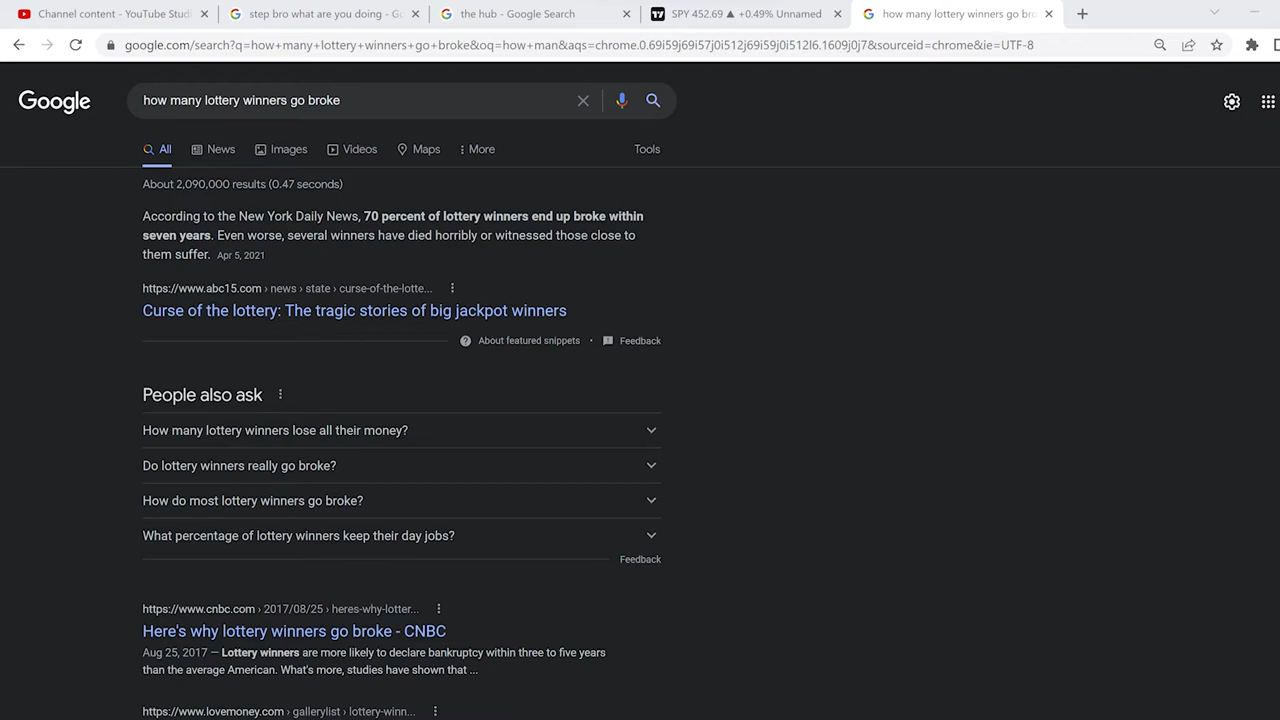 Channel content - YouTube Stud
step bro what are you doing - Go
the hub - Google Search
SPY 452.69 ▲ +0.49% Unnamed
how many lottery winners go bro
google.com/search?q=how+many+lottery+winners+go+broke&oq=how+man&aqs=chrome.0.69i59j69i57j0i512j69i59j0i512l6.1609j0j7&sourceid=chrome&ie=UTF-8
Google
how many lottery winners go broke
All
News
Images
Videos
Maps
More
Tools
About 2,090,000 results (0.47 seconds)
According to the New York Daily News, 70 percent of lottery winners end up broke within
seven years. Even worse, several winners have died horribly or witnessed those close to
them suffer. Apr 5, 2021
https://www.abc15.com › news › state › curse-of-the-lotte...
Curse of the lottery: The tragic stories of big jackpot winners
About featured snippets • Feedback
People also ask
How many lottery winners lose all their money?
Do lottery winners really go broke?
How do most lottery winners go broke?
What percentage of lottery winners keep their day jobs?
Feedback
https://www.cnbc.com › 2017/08/25 › heres-why-lotter...
Here's why lottery winners go broke - CNBC
Aug 25, 2017 — Lottery winners are more likely to declare bankruptcy within three to five years
than the average American. What's more, studies have shown that ...
https://www.lovemoney.com › gallerylist › lottery-winn...